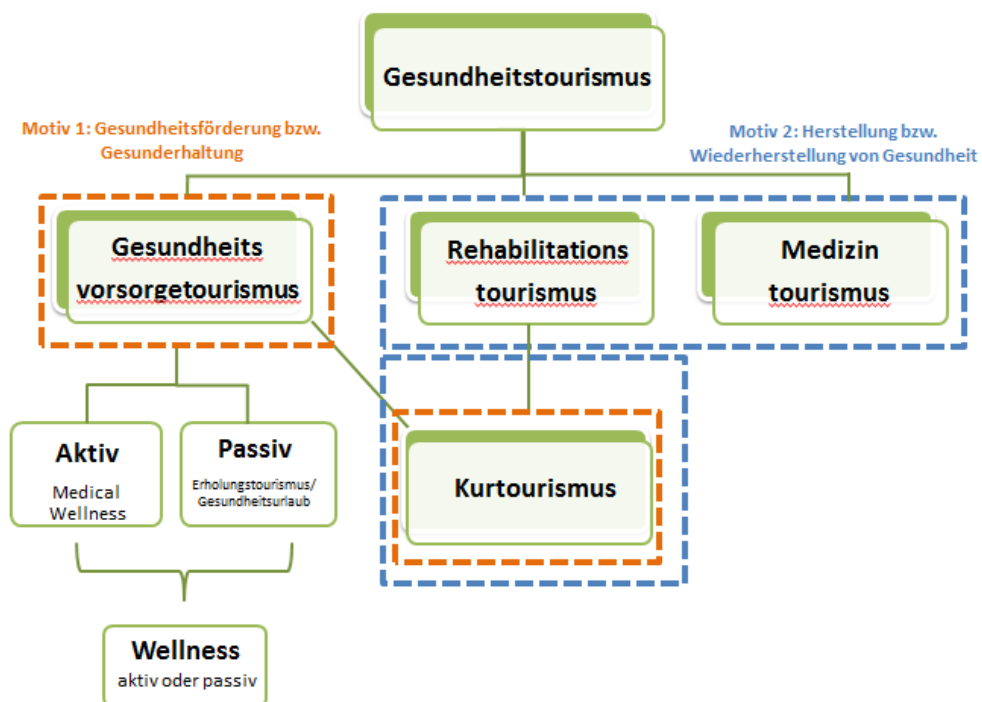 Gesundheitstourismus
Motiv 1: Gesundheitsförderung bzw.
Gesunderhaltung
Motiv 2: Herstellung bzw.
Wiederherstellung von Gesundheit
Gesundheits
vorsorgetourismus
Rehabilitations
tourismus
Medizin
tourismus
Aktiv
Medical
Wellness
Passiv
Erholungstourismus/
Gesundheitsurlaub
Kurtourismus
Wellness
aktiv oder passiv